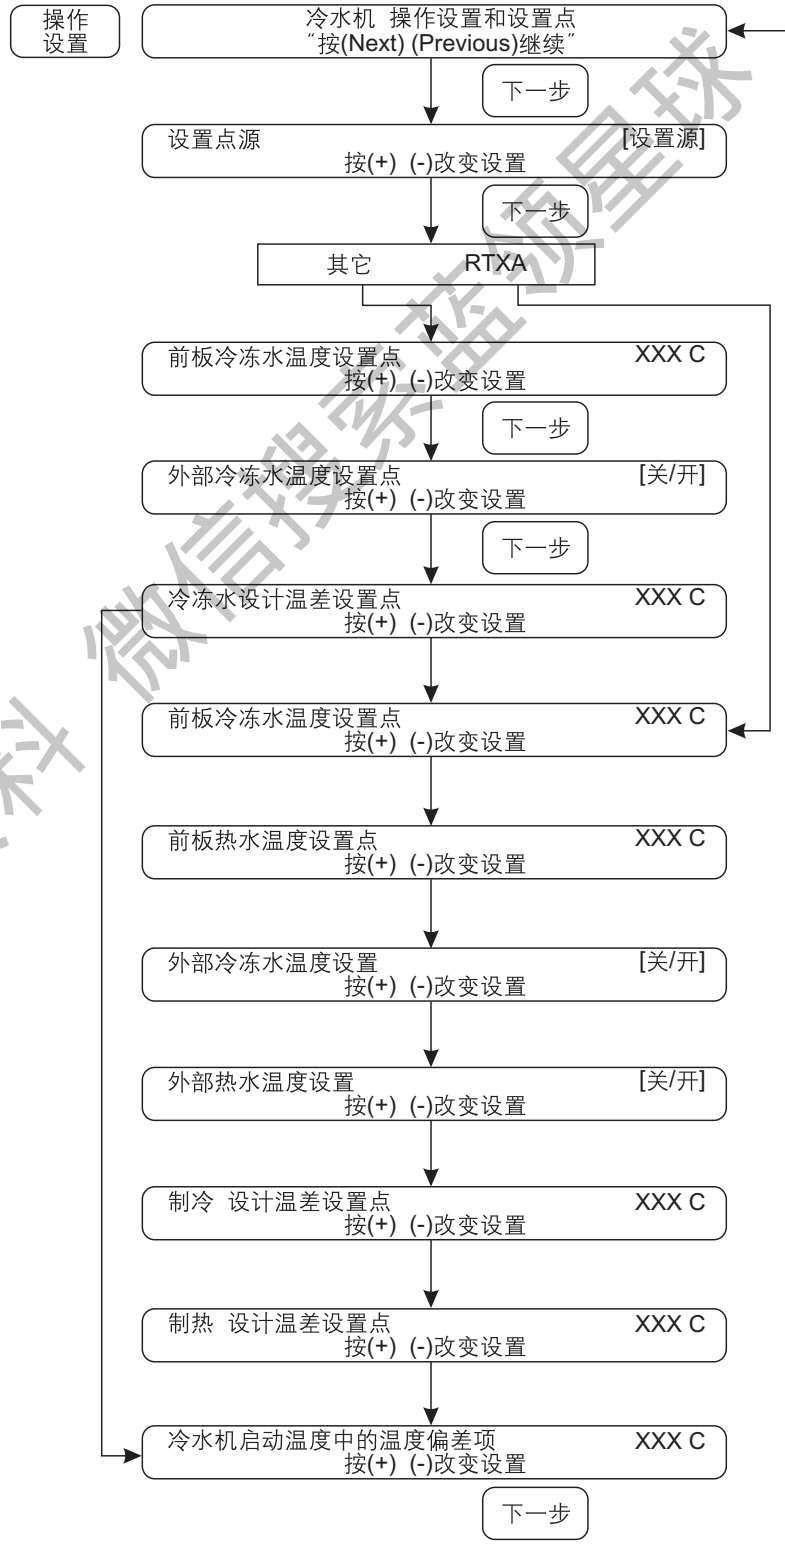 操作
设置
冷水机 操作设置和设置点
"按(Next) (Previous)继续"
下一步
设置点源 [设置源]
按(+) (-)改变设置
下一步
其它 RTXA
前板冷冻水温度设置点 XXX C
按(+) (-)改变设置
下一步
外部冷冻水温度设置点 [关/开]
按(+) (-)改变设置
下一步
冷冻水设计温差设置点 XXX C
按(+) (-)改变设置
前板冷冻水温度设置点 XXX C
按(+) (-)改变设置
前板热水温度设置点 XXX C
按(+) (-)改变设置
外部冷冻水温度设置 [关/开]
按(+) (-)改变设置
外部热水温度设置 [关/开]
按(+) (-)改变设置
制冷 设计温差设置点 XXX C
按(+) (-)改变设置
制热 设计温差设置点 XXX C
按(+) (-)改变设置
冷水机启动温度中的温度偏差项 XXX C
按(+) (-)改变设置
下一步
料 微信搜索蓝领星球